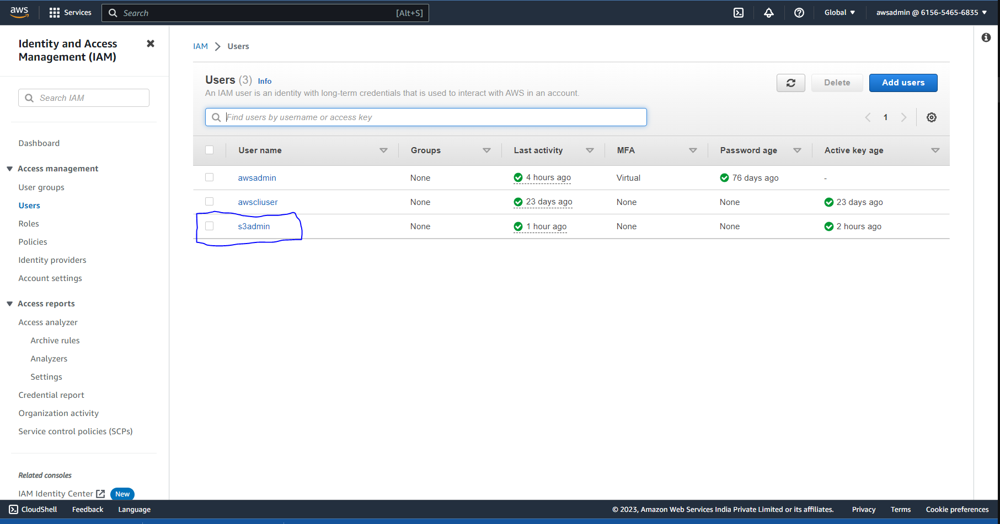 aws Services Search [Alt+S] Global awsadmin @ 6156-5465-6835
Identity and Access
Management (IAM)
Search IAM
Dashboard
Access management
User groups
Users
Roles
Policies
Identity providers
Account settings
Access reports
Access analyzer
Archive rules
Analyzers
Settings
Credential report
Organization activity
Service control policies (SCPs)
Related consoles
IAM Identity Center New
IAM Users
Users (3) Info
An IAM user is an identity with long-term credentials that is used to interact with AWS in an account.
Delete Add users
Find users by username or access key
1
User name Groups Last activity MFA Password age Active key age
awsadmin None 4 hours ago Virtual 76 days ago -
awscliuser None 23 days ago None None 23 days ago
s3admin None 1 hour ago None None 2 hours ago
CloudShell Feedback Language © 2023, Amazon Web Services India Private Limited or its affiliates. Privacy Terms Cookie preferences